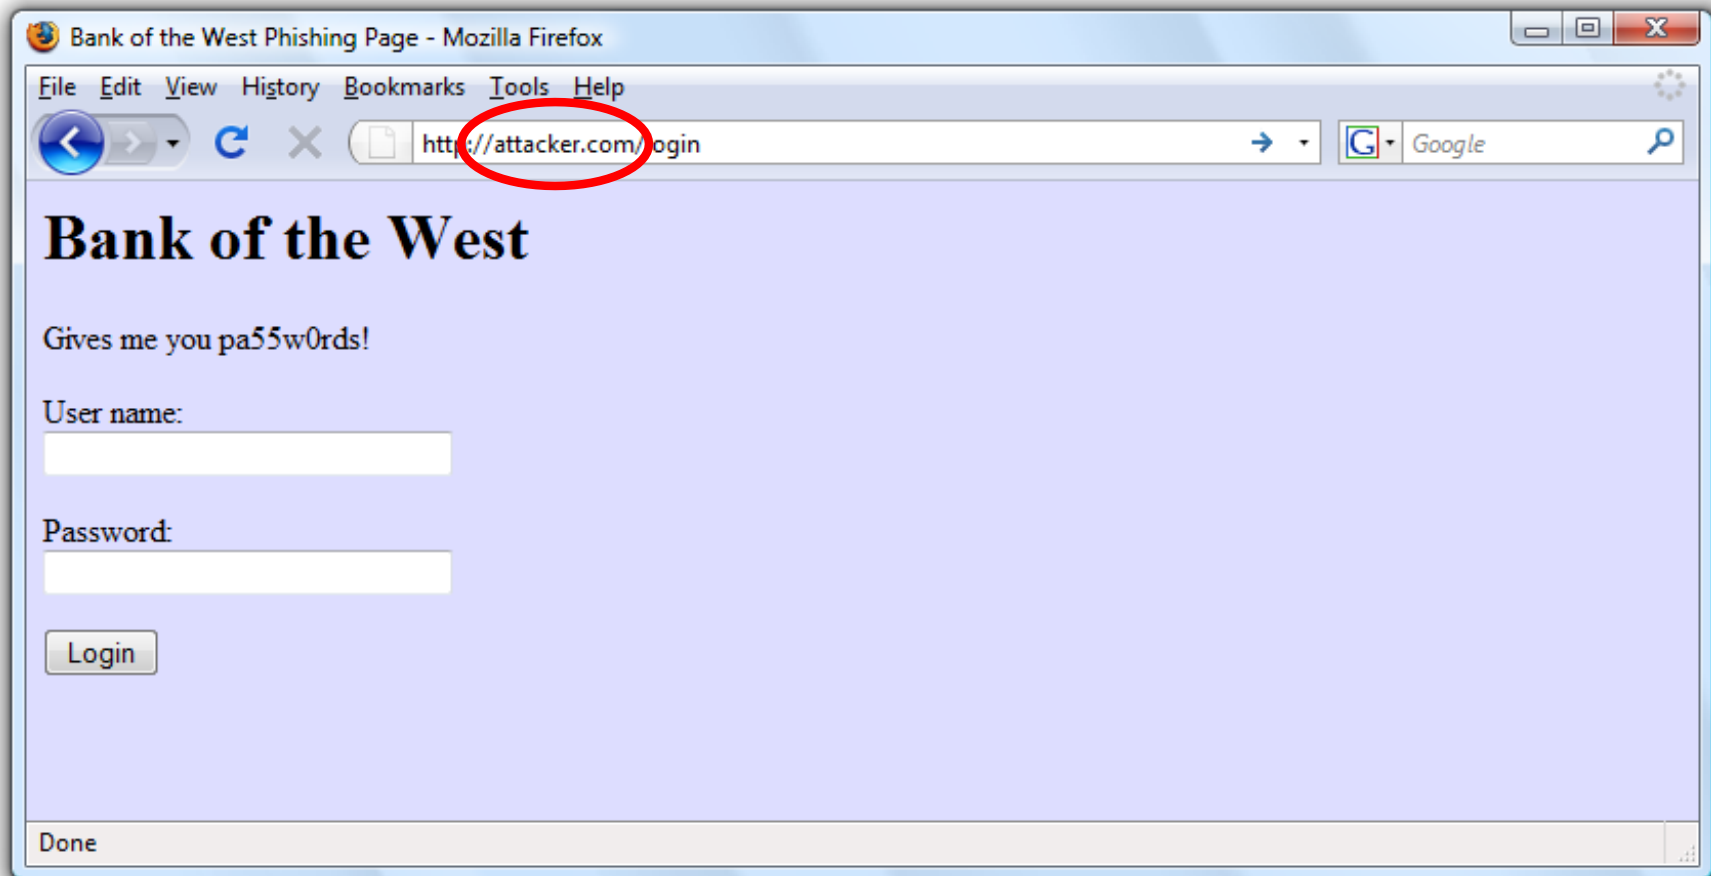 Bank of the West Phishing Page - Mozilla Firefox
File Edit View History Bookmarks Tools Help
http://attacker.com/login G Google
Bank of the West
Gives me you pa55w0rds!
User name:
Password:
Login
Done